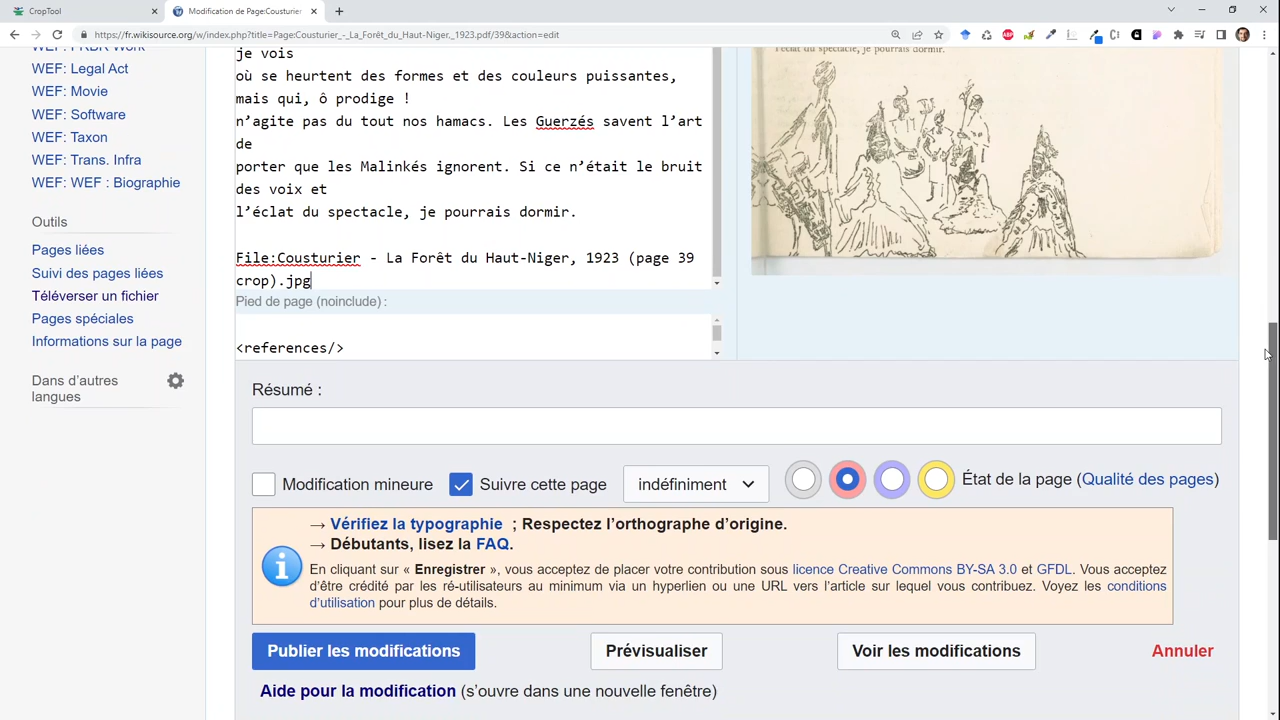 CropTool
Modification de Page:Cousturier
https://fr.wikisource.org/w/index.php?title=Page:Cousturier_-_La_Forêt_du_Haut-Niger,_1923.pdf/39&action=edit
WEF: FRBR Work
WEF: Legal Act
WEF: Movie
WEF: Software
WEF: Taxon
WEF: Trans. Infra
WEF: WEF : Biographie
Outils
Pages liées
Suivi des pages liées
Téléverser un fichier
Pages spéciales
Informations sur la page
Dans d’autres
langues
je vois
où se heurtent des formes et des couleurs puissantes,
mais qui, ô prodige !
n’agite pas du tout nos hamacs. Les Guerzés savent l’art
de
porter que les Malinkés ignorent. Si ce n’était le bruit
des voix et
l’éclat du spectacle, je pourrais dormir.
File:Cousturier - La Forêt du Haut-Niger, 1923 (page 39
crop).jpg
Pied de page (noinclude) :
<references/>
l’éclat du spectacle, je pourrais dormir.
Résumé :
Modification mineure
Suivre cette page
indéfiniment
État de la page (Qualité des pages)
→ Vérifiez la typographie ; Respectez l’orthographe d’origine.
→ Débutants, lisez la FAQ.
En cliquant sur « Enregistrer », vous acceptez de placer votre contribution sous licence Creative Commons BY-SA 3.0 et GFDL. Vous acceptez
d’être crédité par les ré-utilisateurs au minimum via un hyperlien ou une URL vers l’article sur lequel vous contribuez. Voyez les conditions
d’utilisation pour plus de détails.
Publier les modifications
Prévisualiser
Voir les modifications
Annuler
Aide pour la modification (s’ouvre dans une nouvelle fenêtre)